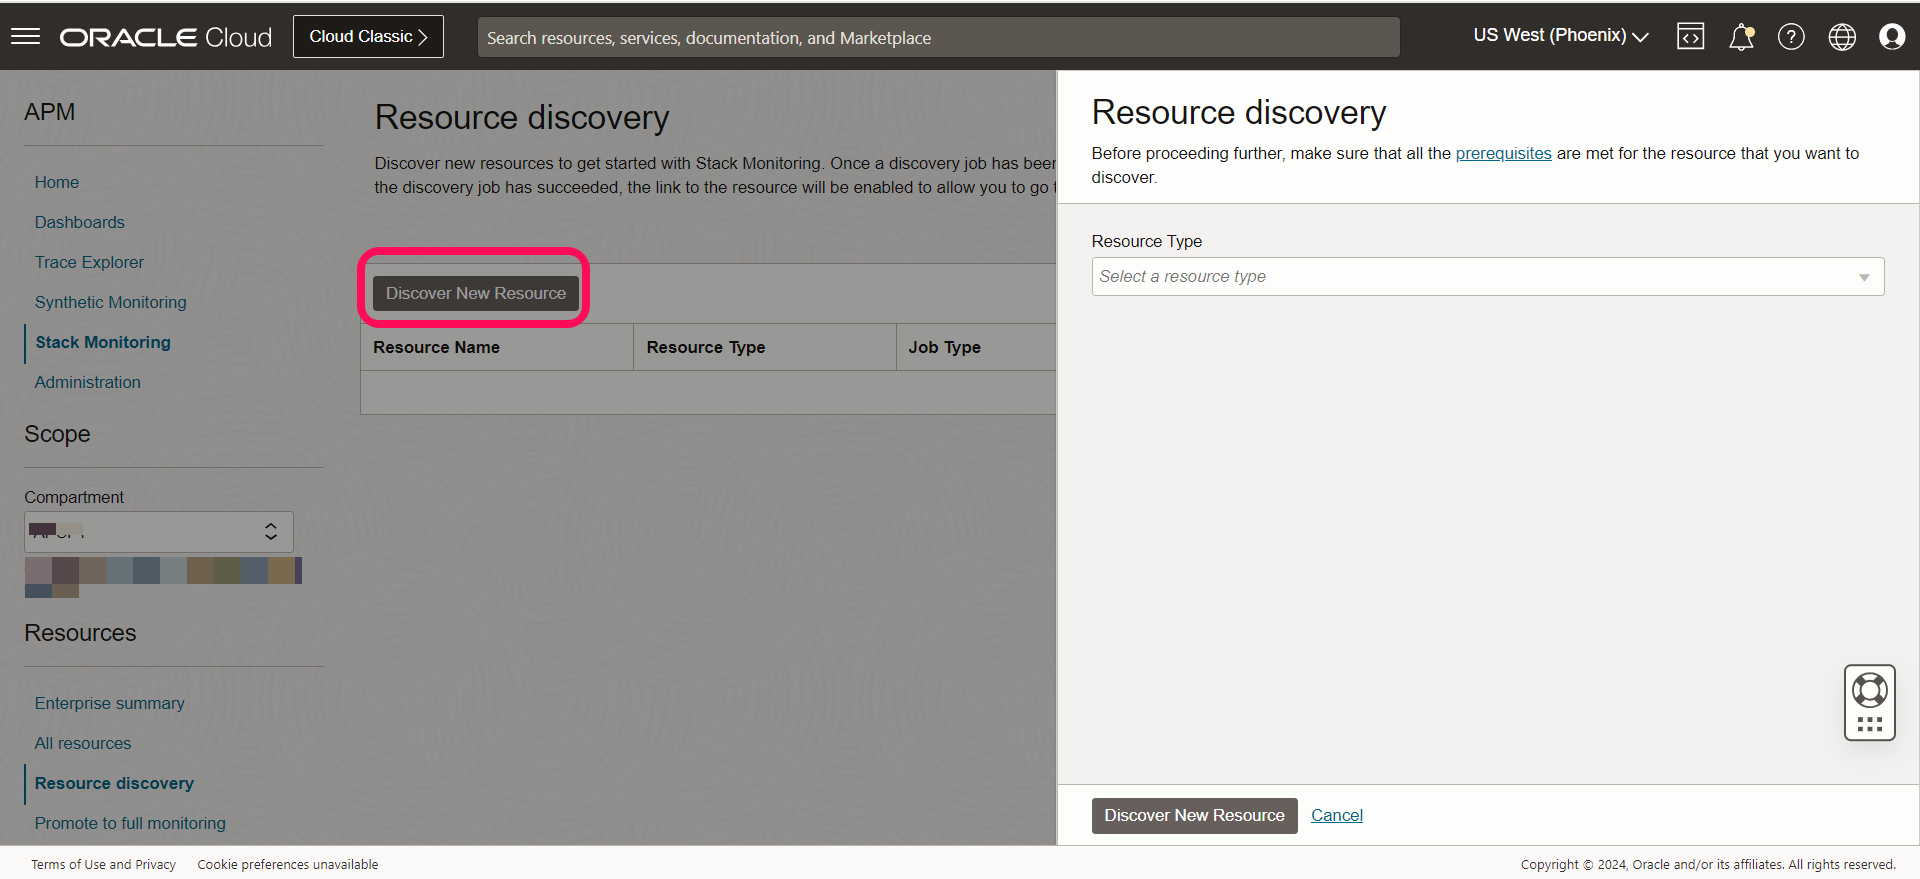 ORACLE Cloud
Cloud Classic
Search resources, services, documentation, and Marketplace
US West (Phoenix)
APM
Home
Dashboards
Trace Explorer
Synthetic Monitoring
Stack Monitoring
Administration
Scope
Compartment
Resources
Enterprise summary
All resources
Resource discovery
Promote to full monitoring
Resource discovery
Discover new resources to get started with Stack Monitoring. Once a discovery job has been
the discovery job has succeeded, the link to the resource will be enabled to allow you to go
Discover New Resource
Resource Name Resource Type Job Type
Resource discovery
Before proceeding further, make sure that all the prerequisites are met for the resource that you want to
discover.
Resource Type
Select a resource type
Discover New Resource Cancel
Terms of Use and Privacy Cookie preferences unavailable
Copyright © 2024, Oracle and/or its affiliates. All rights reserved.